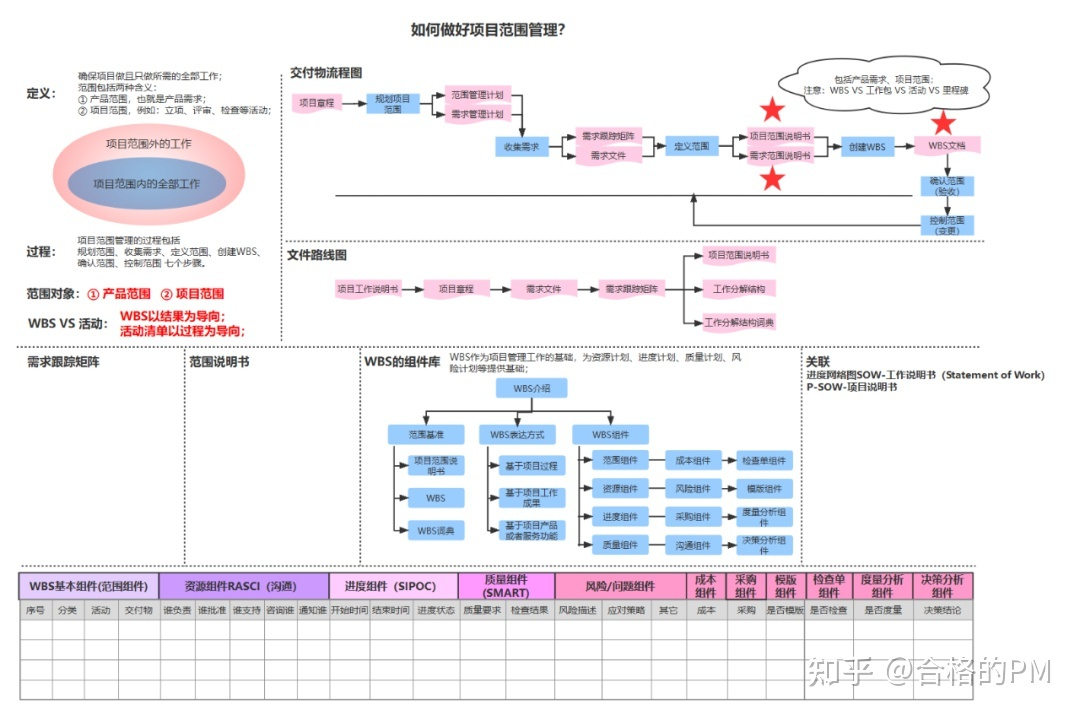 如何做好项目范围管理?
定义:
确保项目做且只做所需的全部工作;
范围包括两种含义:
① 产品范围,也就是产品需求;
② 项目范围,例如:立项、评审、检查等活动;
项目范围外的工作
项目范围内的全部工作
过程:
项目范围管理的过程包括
规划范围、收集需求、定义范围、创建WBS、
确认范围、控制范围 七个步骤。
范围对象: ① 产品范围 ② 项目范围
WBS VS 活动:
WBS以结果为导向;
活动清单以过程为导向;
交付物流程图
包括产品需求、项目范围;
注意: WBS VS 工作包 VS 活动 VS 里程碑
项目章程
规划项目
范围
范围管理计划
需求管理计划
收集需求
需求跟踪矩阵
需求文件
定义范围
项目范围说明书
需求范围说明书
创建WBS
WBS文档
确认范围
(验收)
控制范围
(变更)
文件路线图
项目工作说明书
项目章程
需求文件
需求跟踪矩阵
项目范围说明书
工作分解结构
工作分解结构词典
需求跟踪矩阵
范围说明书
WBS的组件库
WBS作为项目管理工作的基础,为资源计划、进度计划、质量计划、风
险计划等提供基础;
WBS介绍
范围基准
WBS表达方式
WBS组件
项目范围说
明书
WBS
WBS词典
基于项目过程
基于项目工作
成果
基于项目产品
或者服务功能
范围组件
成本组件
检查单组件
资源组件
风险组件
模版组件
进度组件
采购组件
度量分析组
件
质量组件
沟通组件
决策分析组
件
关联
进度网络图SOW-工作说明书(Statement of Work)
P-SOW-项目说明书
WBS基本组件(范围组件)
资源组件RASCI(沟通)
进度组件(SIPOC)
质量组件
(SMART)
风险/问题组件
成本
组件
采购
组件
模版
组件
检查单
组件
度量分析
组件
决策分析
组件
序号 分类 活动 交付物 谁负责 谁批准 谁支持 咨询谁 通知谁 开始时间 结束时间 进度状态 质量要求 检查结果 风险描述 应对策略 其它 成本 采购 是否模版 是否检查 是否度量 决策结论
知乎 @合格的PM